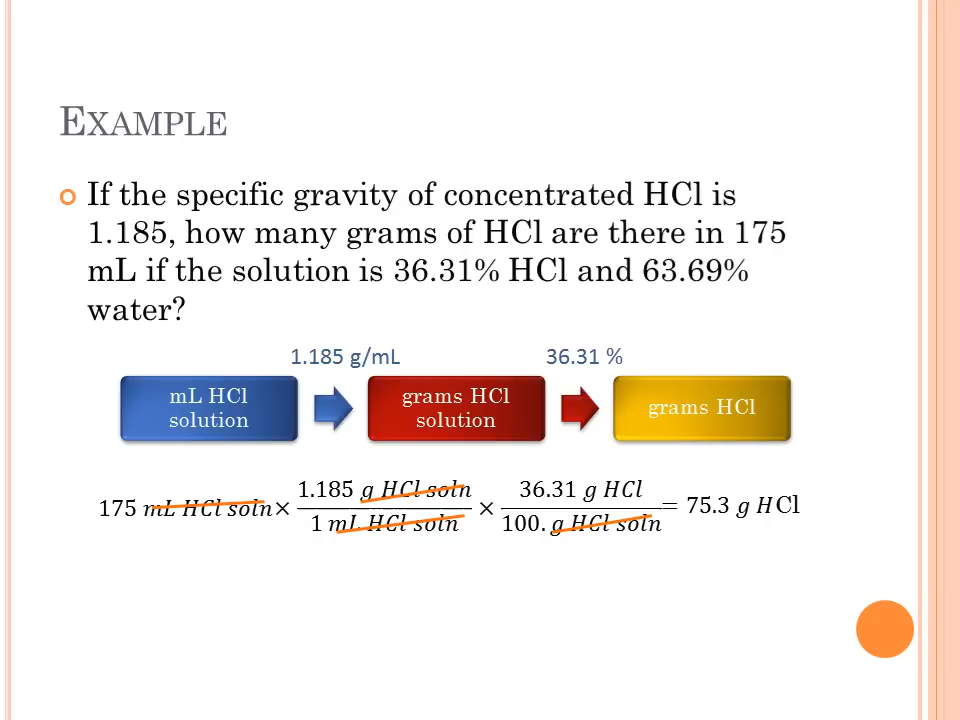 EXAMPLE
If the specific gravity of concentrated HCl is
1.185, how many grams of HCl are there in 175
mL if the solution is 36.31% HCl and 63.69%
water?
1.185 g/mL 36.31 %
mL HCl solution grams HCl solution grams HCl
175 mL HCl soln × 1.185 g HCl soln / 1 mL HCl soln × 36.31 g HCl / 100. g HCl soln = 75.3 g HCl